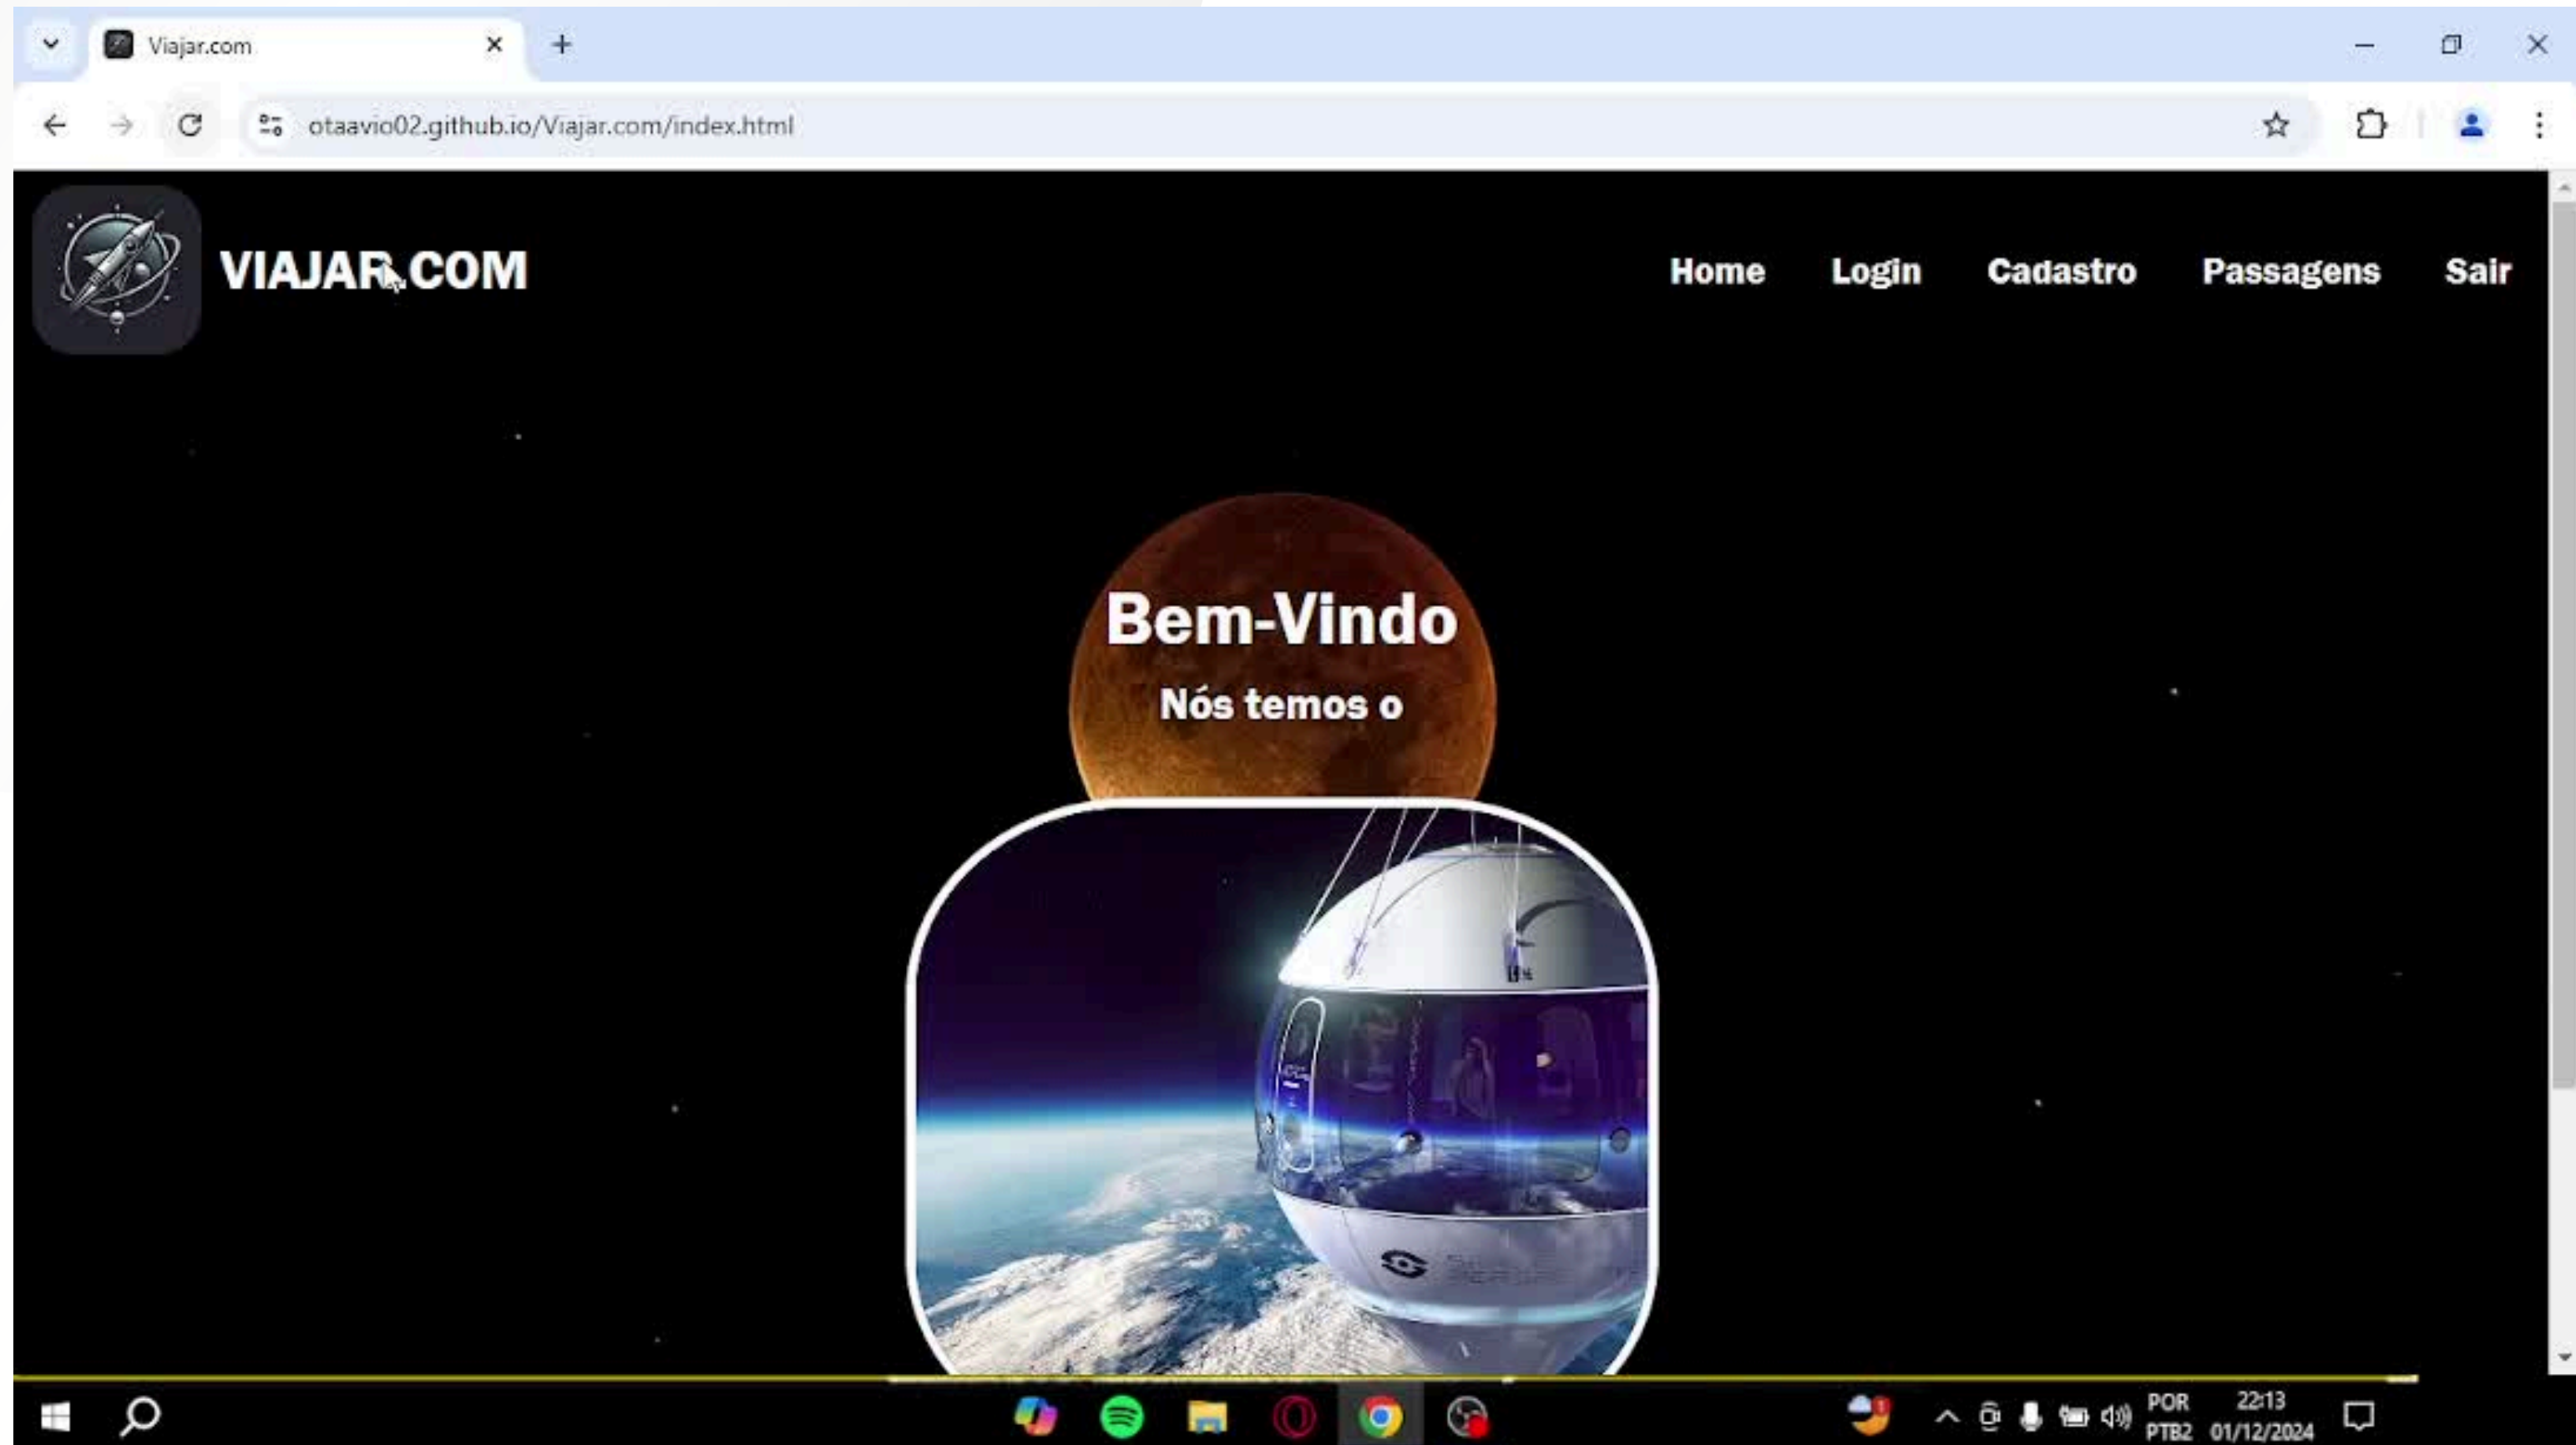 Viajar.com
otaavio02.github.io/Viajar.com/index.html
VIAJAR.COM
Home Login Cadastro Passagens Sair
Bem-Vindo
Nós temos o
POR 22:13
PTB2 01/12/2024